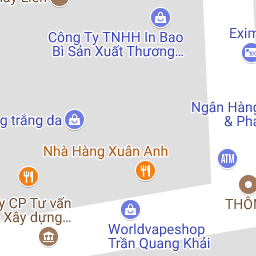 Công Ty TNHH In Bao
Bì Sản Xuất Thương...
Exim
Ngân Hàng
& Phá
ng trắng da
Nhà Hàng Xuân Anh
ATM
y CP Tư vấn
Xây dựng...
THÔN
Worldvapeshop
Trần Quang Khải